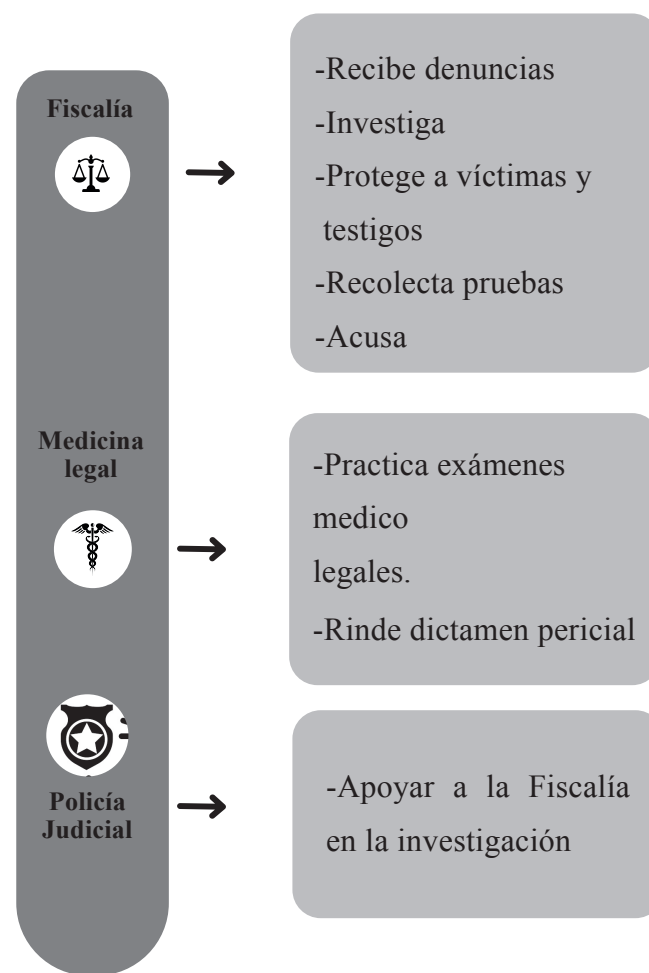 Fiscalía
-Recibe denuncias
-Investiga
-Protege a víctimas y
testigos
-Recolecta pruebas
-Acusa
Medicina
legal
-Practica exámenes
medico
legales.
-Rinde dictamen pericial
Policía
Judicial
-Apoyar a la Fiscalía
en la investigación